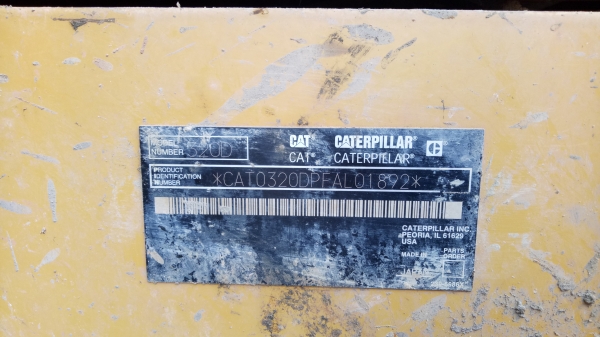 MODEL NUMBER 320D
CAT CATERPILLAR C
CAT® CATERPILLAR®
PRODUCT IDENTIFICATION NUMBER *CAT0320DPFAL01892*
CATERPILLAR INC.
PEORIA, IL 61629
USA
MADE IN
JAPAN
PARTS ORDER